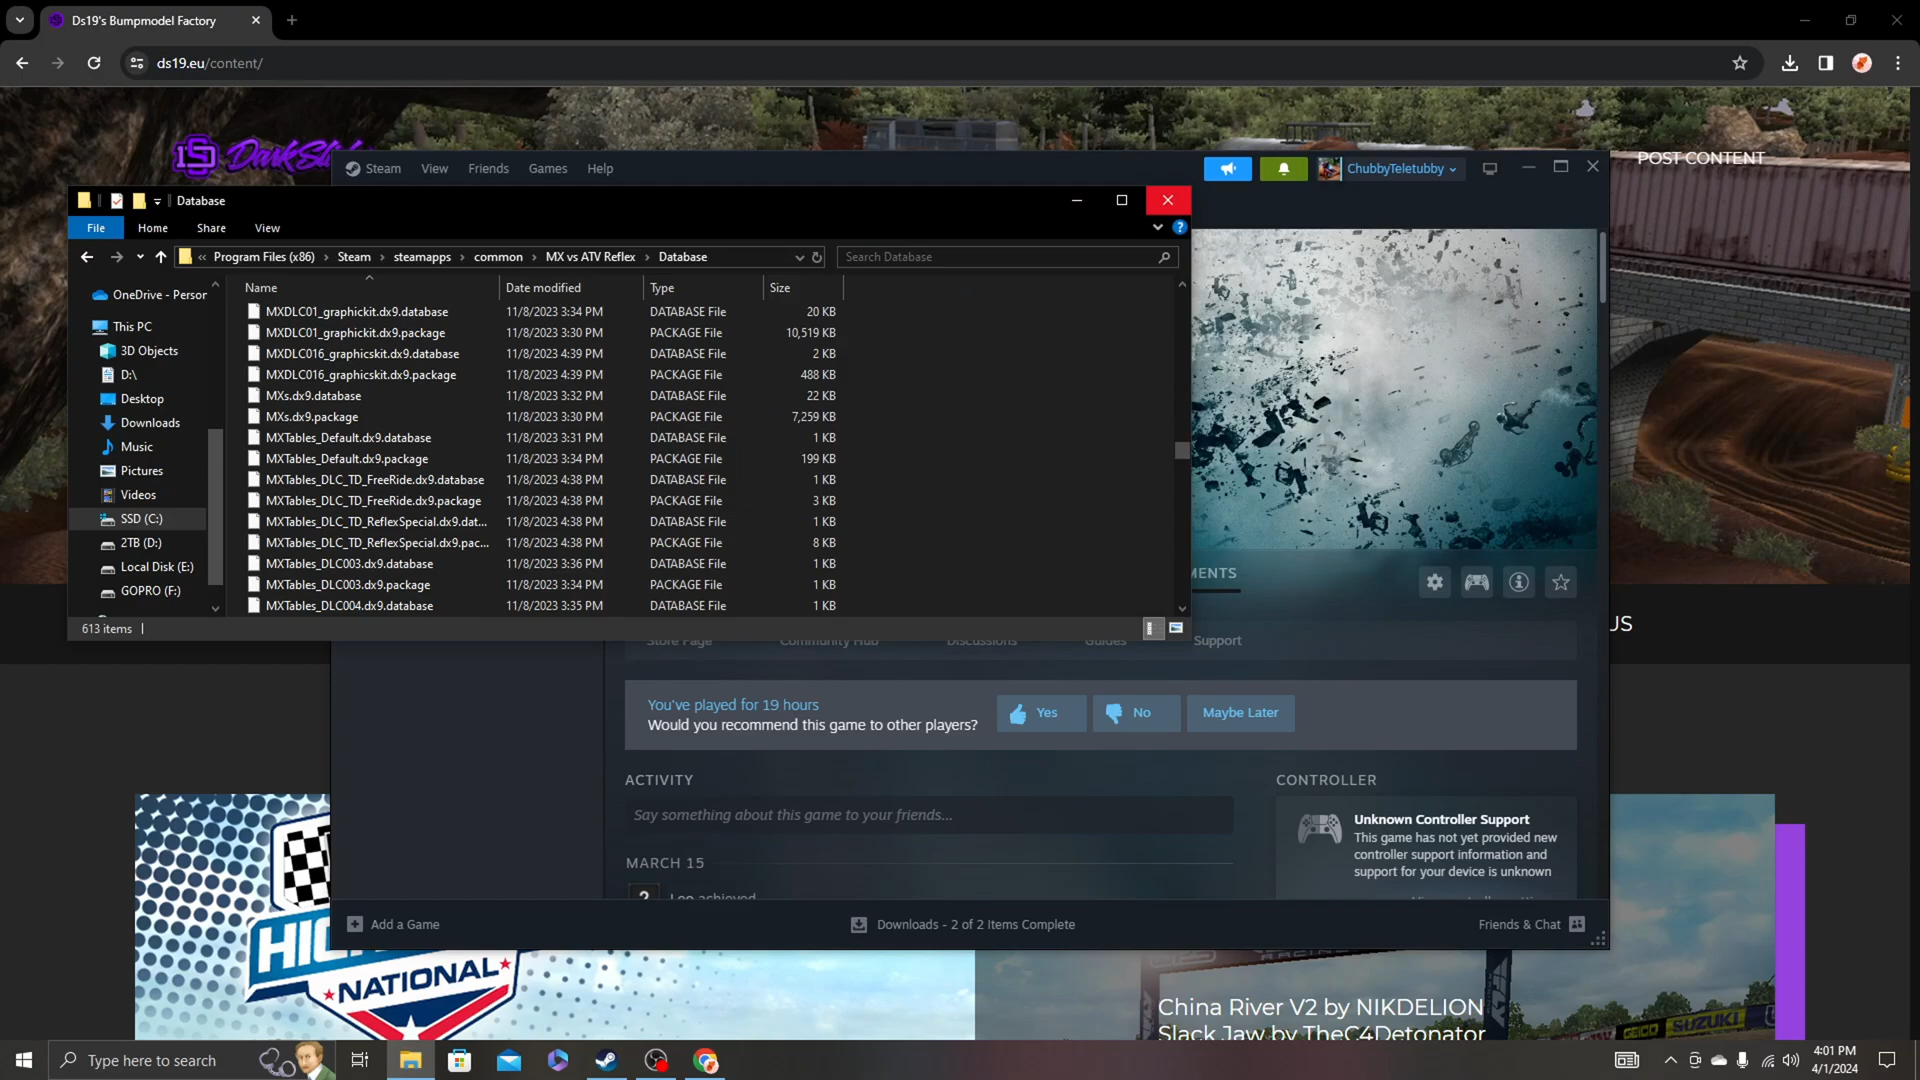 Ds19's Bumpmodel Factory
ds19.eu/content/
POST CONTENT
Steam
View
Friends
Games
Help
ChubbyTeletubby
Database
File
Home
Share
View
Program Files (x86)
Steam
steamapps
common
MX vs ATV Reflex
Database
Search Database
OneDrive - Persor
This PC
3D Objects
D:\
Desktop
Downloads
Music
Pictures
Videos
SSD (C:)
2TB (D:)
Local Disk (E:)
GOPRO (F:)
Name Date modified Type Size
MXDLC01_graphickit.dx9.database 11/8/2023 3:34 PM DATABASE File 20 KB
MXDLC01_graphickit.dx9.package 11/8/2023 3:30 PM PACKAGE File 10,519 KB
MXDLC016_graphicskit.dx9.database 11/8/2023 4:39 PM DATABASE File 2 KB
MXDLC016_graphicskit.dx9.package 11/8/2023 4:39 PM PACKAGE File 488 KB
MXs.dx9.database 11/8/2023 3:32 PM DATABASE File 22 KB
MXs.dx9.package 11/8/2023 3:30 PM PACKAGE File 7,259 KB
MXTables_Default.dx9.database 11/8/2023 3:31 PM DATABASE File 1 KB
MXTables_Default.dx9.package 11/8/2023 3:34 PM PACKAGE File 199 KB
MXTables_DLC_TD_FreeRide.dx9.database 11/8/2023 4:38 PM DATABASE File 1 KB
MXTables_DLC_TD_FreeRide.dx9.package 11/8/2023 4:38 PM PACKAGE File 3 KB
MXTables_DLC_TD_ReflexSpecial.dx9.dat... 11/8/2023 4:38 PM DATABASE File 1 KB
MXTables_DLC_TD_ReflexSpecial.dx9.pac... 11/8/2023 4:38 PM PACKAGE File 8 KB
MXTables_DLC003.dx9.database 11/8/2023 3:36 PM DATABASE File 1 KB
MXTables_DLC003.dx9.package 11/8/2023 3:34 PM PACKAGE File 1 KB
MXTables_DLC004.dx9.database 11/8/2023 3:35 PM DATABASE File 1 KB
613 items
MENTS
US
Store Page
Community Hub
Discussions
Guides
Support
You've played for 19 hours
Would you recommend this game to other players?
Yes
No
Maybe Later
ACTIVITY
Say something about this game to your friends...
MARCH 15
Leo achieved
CONTROLLER
Unknown Controller Support
This game has not yet provided new
controller support information and
support for your device is unknown
Add a Game
Downloads - 2 of 2 Items Complete
Friends & Chat
NATIONAL
China River V2 by NIKDELION
Slack Jaw by TheC4Detonator
GEICO
SUZUKI
Type here to search
4:01 PM
4/1/2024